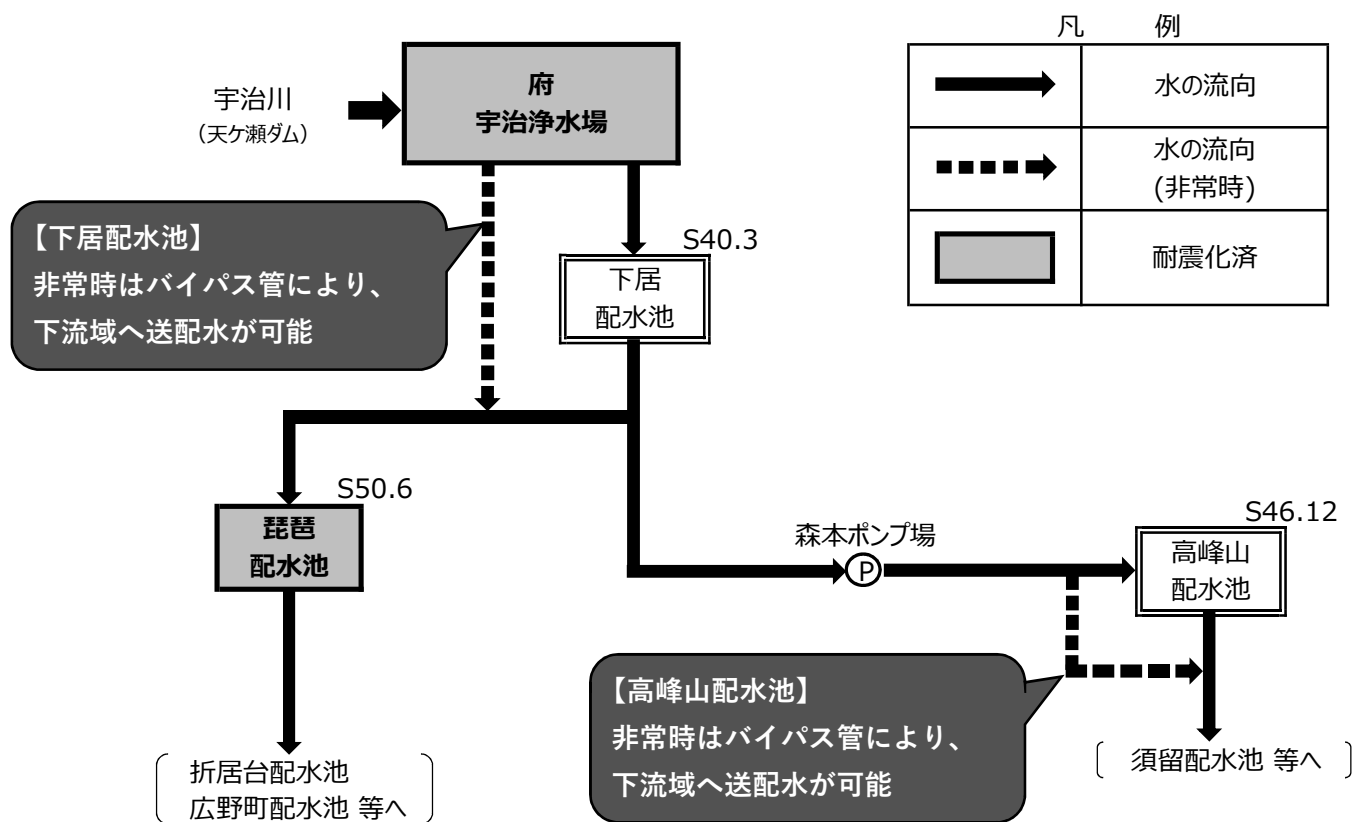 凡 例
水の流向
水の流向
(非常時)
耐震化済
府
宇治浄水場
宇治川
(天ケ瀬ダム)
【下居配水池】
非常時はバイパス管により、
下流域へ送配水が可能
S40.3
下居
配水池
S50.6
琵琶
配水池
森本ポンプ場
P
S46.12
高峰山
配水池
【高峰山配水池】
非常時はバイパス管により、
下流域へ送配水が可能
折居台配水池
広野町配水池 等へ
須留配水池 等へ